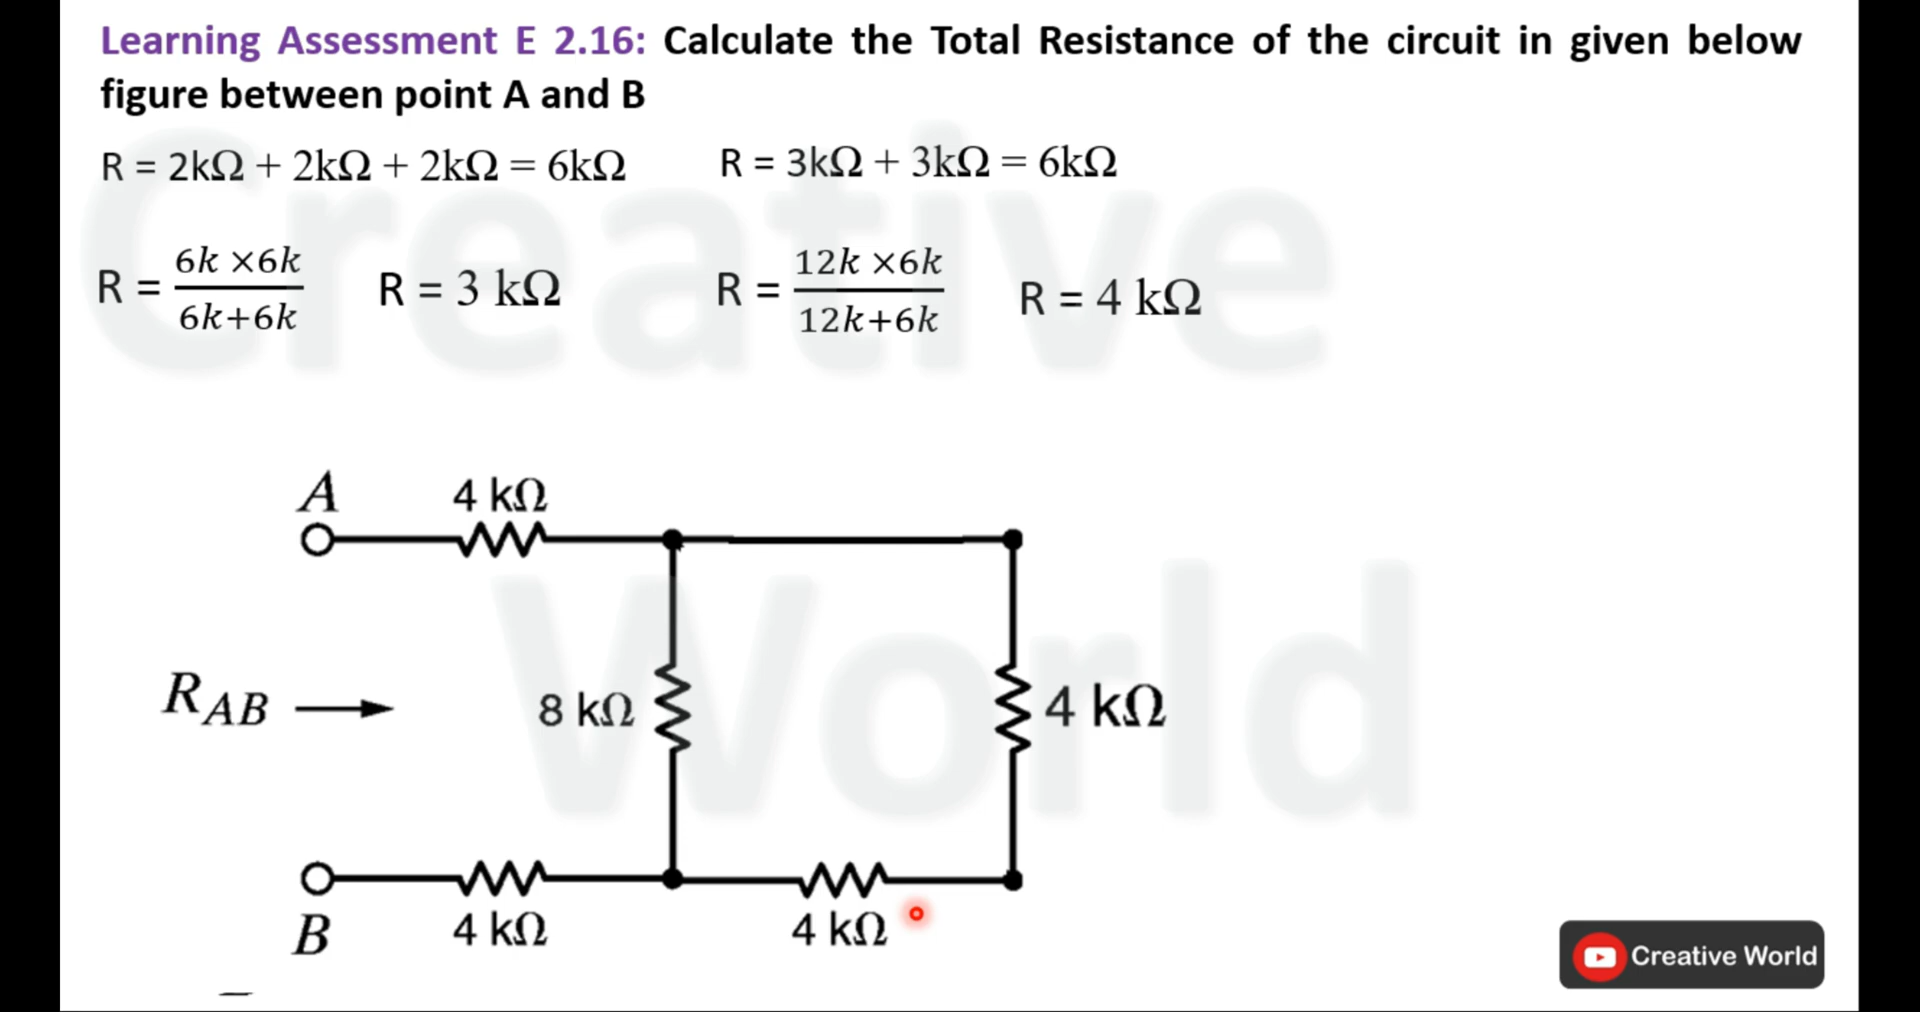 Learning Assessment E 2.16: Calculate the Total Resistance of the circuit in given below
figure between point A and B
R = 2kΩ + 2kΩ + 2kΩ = 6kΩ
R = 3kΩ + 3kΩ = 6kΩ
R = 6k ×6k / 6k+6k
R = 3 kΩ
R = 12k ×6k / 12k+6k
R = 4 kΩ
Creative
World
A
4 kΩ
R_AB
8 kΩ
4 kΩ
B
4 kΩ
4 kΩ
Creative World